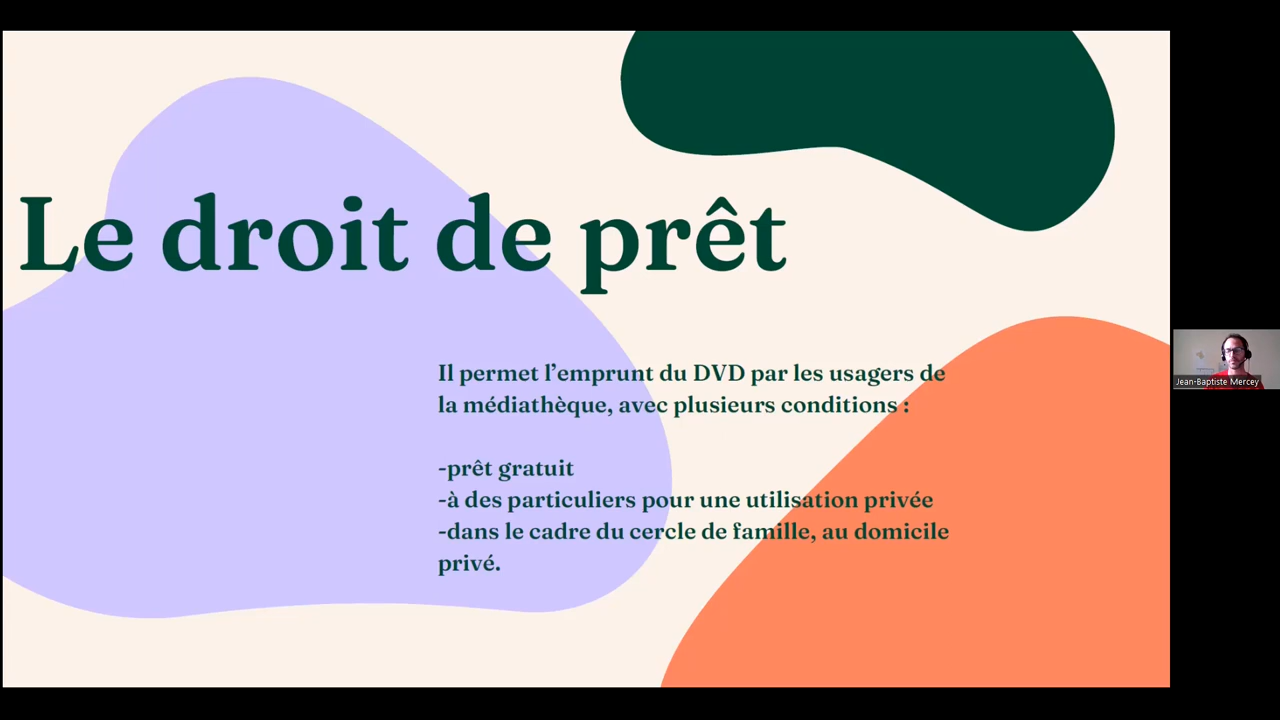 Le droit de prêt
Il permet l’emprunt du DVD par les usagers de
la médiathèque, avec plusieurs conditions :
-prêt gratuit
-à des particuliers pour une utilisation privée
-dans le cadre du cercle de famille, au domicile
privé.
Jean-Baptiste Mercey